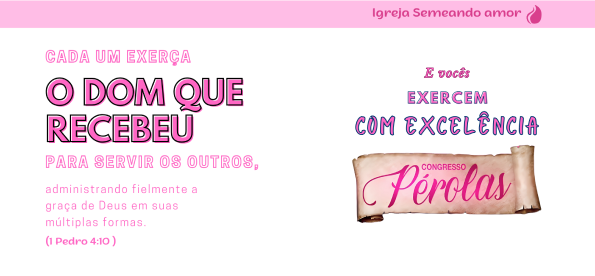 Igreja Semeando amor
CADA UM EXERÇA
O DOM QUE
RECEBEU
PARA SERVIR OS OUTROS,
administrando fielmente a
graça de Deus em suas
múltiplas formas.
(1 Pedro 4:10 )
E vocês
EXERCEM
COM EXCELÊNCIA
CONGRESSO
Pérolas